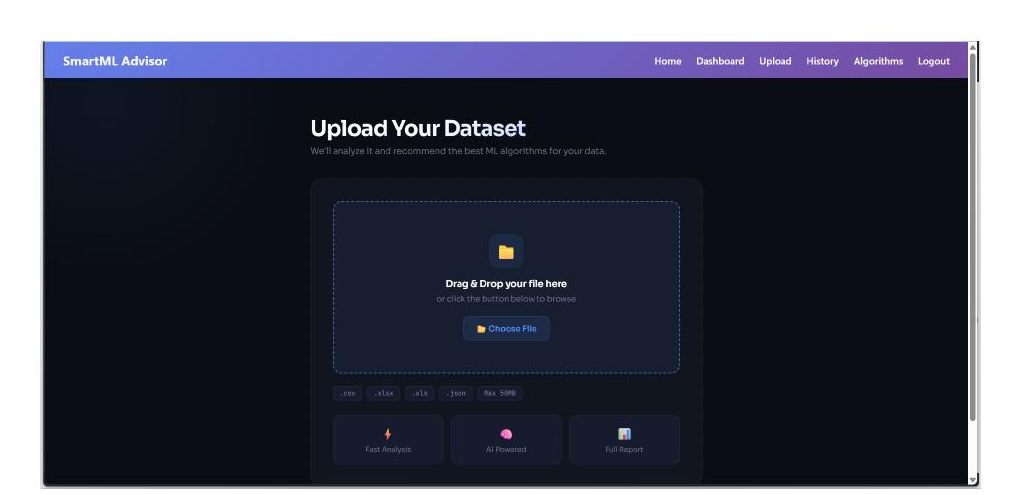 SmartML Advisor
Home Dashboard Upload History Algorithms Logout
Upload Your Dataset
We'll analyze it and recommend the best ML algorithms for your data.
Drag & Drop your file here
or click the button below to browse
Choose File
.csv .xlsx .xls .json Max 50MB
Fast Analysis AI Powered Full Report